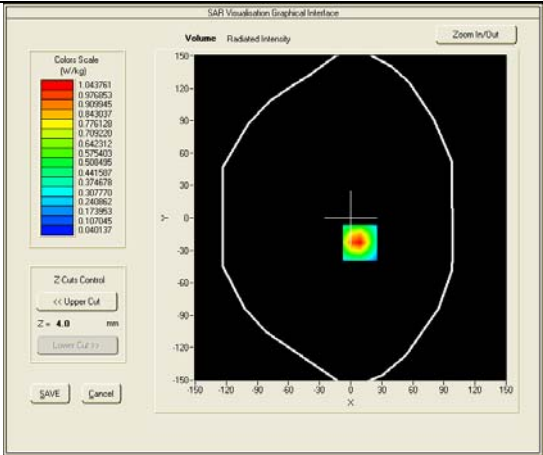 SAR Visualisation Graphical Interface
Volume Radiated Intensity
Zoom In/Out
Colors Scale
(W/kg)
1.043761
0.976853
0.909945
0.843037
0.776128
0.709220
0.642312
0.575403
0.508495
0.441587
0.374678
0.307770
0.240862
0.173953
0.107045
0.040137
Z Cuts Control
<< Upper Cut
Z = 4.0 mm
Lower Cut >>
SAVE Cancel
150
120
90
60
30
0
-30
-60
-90
-120
-150
Y
-150 -120 -90 -60 -30 0 30 60 90 120 150
X